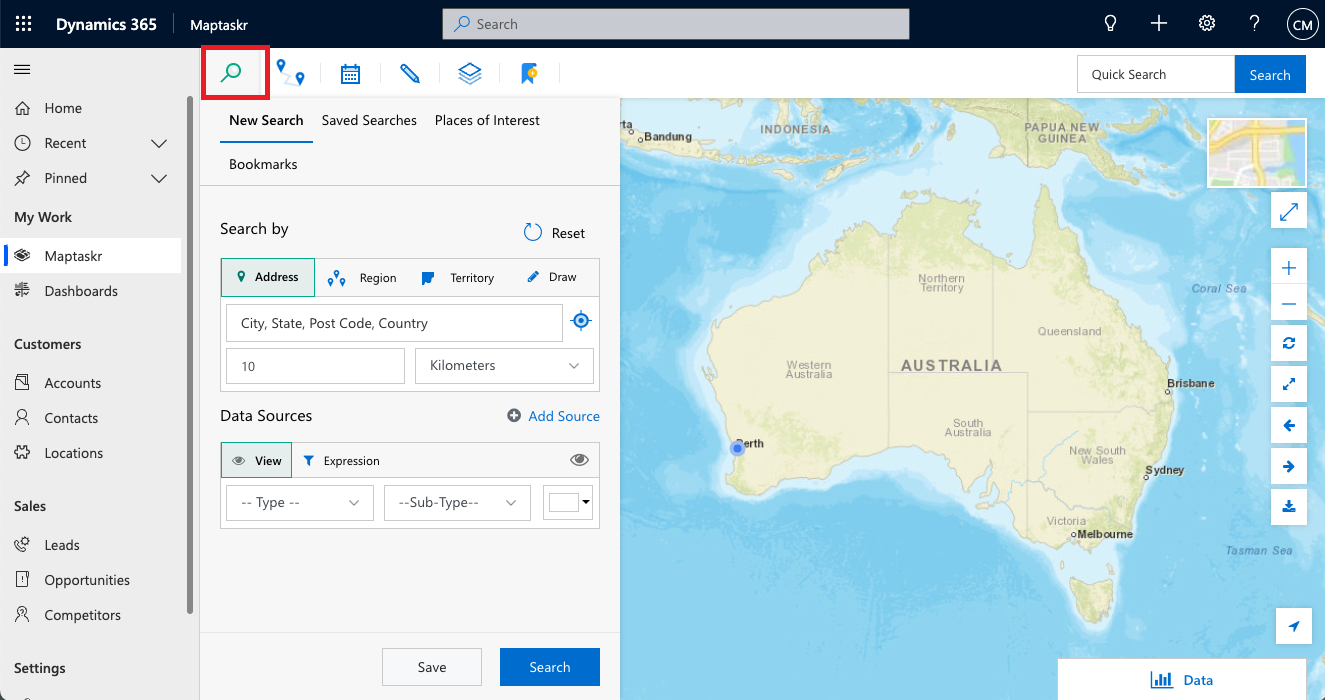 Dynamics 365
Maptaskr
Search
CM
Quick Search
Search
Home
Recent
Pinned
My Work
Maptaskr
Dashboards
Customers
Accounts
Contacts
Locations
Sales
Leads
Opportunities
Competitors
Settings
New Search
Saved Searches
Places of Interest
Bookmarks
Search by
Reset
Address
Region
Territory
Draw
City, State, Post Code, Country
10
Kilometers
Data Sources
Add Source
View
Expression
-- Type --
--Sub-Type--
Save
Search
Bandung
INDONESIA
PAPUA NEW
GUINEA
Northern
Territory
Coral Sea
Queensland
Western
Australia
AUSTRALIA
Brisbane
South
Australia
Perth
New South
Wales
Sydney
Victoria
Melbourne
Tasman Sea
Data